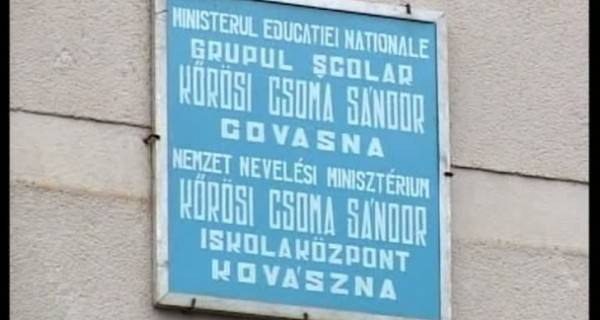 MINISTERUL EDUCATIEI NATIONALE
GRUPUL ŞCOLAR
KŐRÖSI CSOMA SÁNDOR
COVASNA
NEMZET NEVELÉSI MINISZTÉRIUM
KŐRÖSI CSOMA SÁNDOR
ISKOLAKÖZPONT
KOVÁSZNA